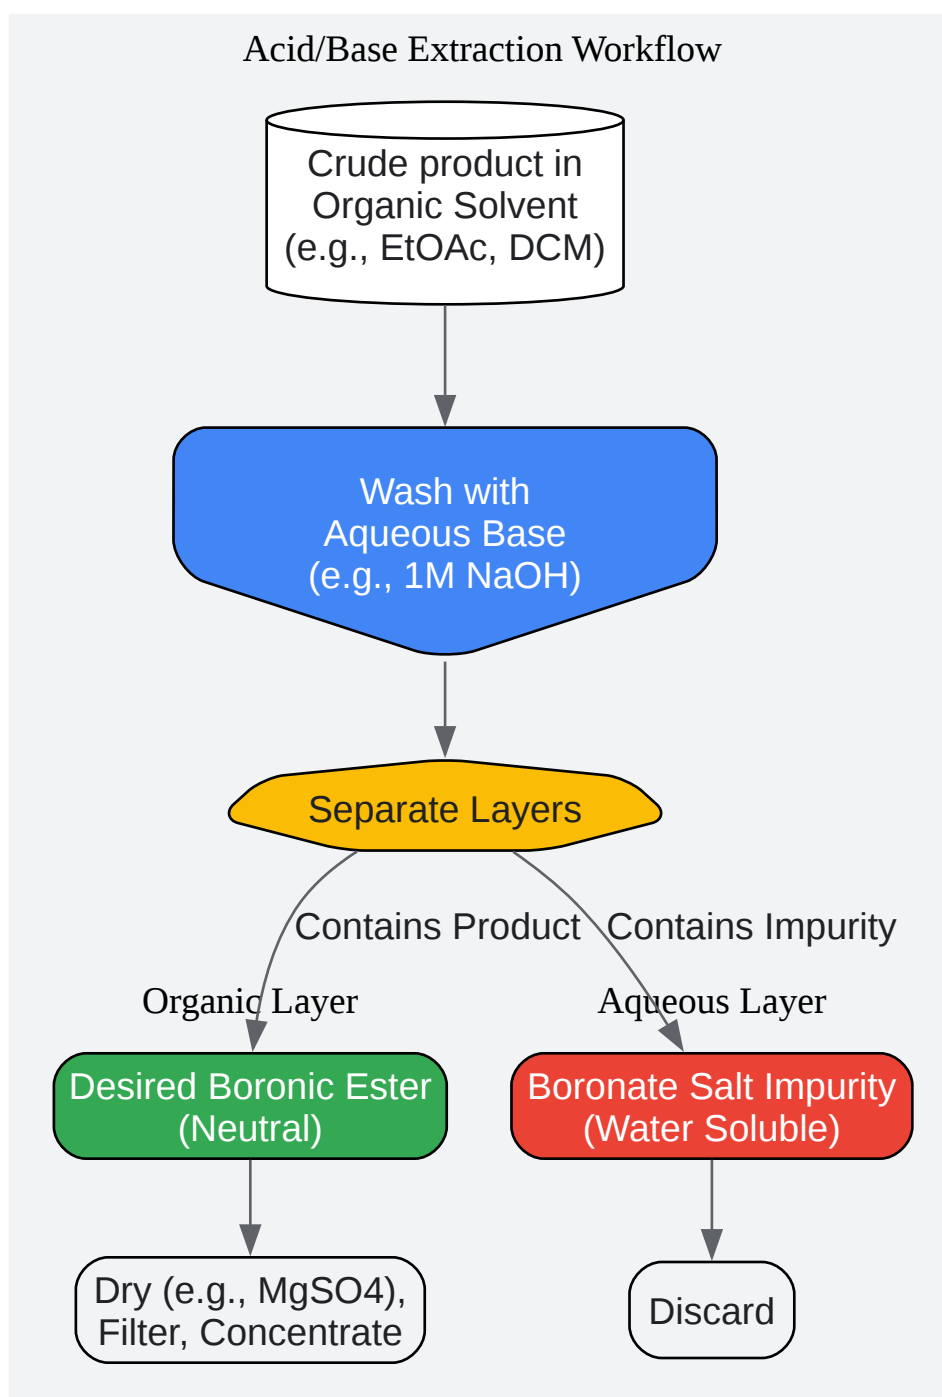 Acid/Base Extraction Workflow
Crude product in
Organic Solvent
(e.g., EtOAc, DCM)
Wash with
Aqueous Base
(e.g., 1M NaOH)
Separate Layers
Contains Product
Contains Impurity
Organic Layer
Aqueous Layer
Desired Boronic Ester
(Neutral)
Boronate Salt Impurity
(Water Soluble)
Dry (e.g., MgSO4),
Filter, Concentrate
Discard